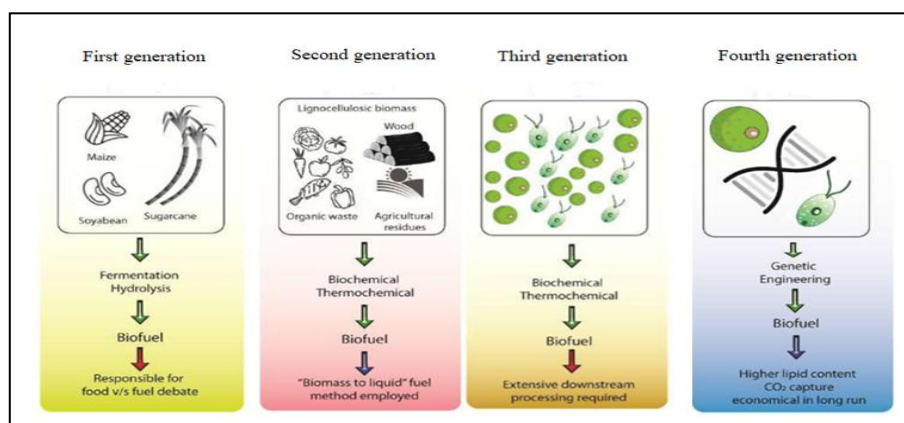 First generation
Maize
Soyabean
Sugarcane
Fermentation
Hydrolysis
Biofuel
Responsible for
food v/s fuel debate
Second generation
Lignocellulosic biomass
Wood
Organic waste
Agricultural
residues
Biochemical
Thermochemical
Biofuel
"Biomass to liquid" fuel
method employed
Third generation
Biochemical
Thermochemical
Biofuel
Extensive downstream
processing required
Fourth generation
Genetic
Engineering
Biofuel
Higher lipid content
CO₂ capture
economical in long run